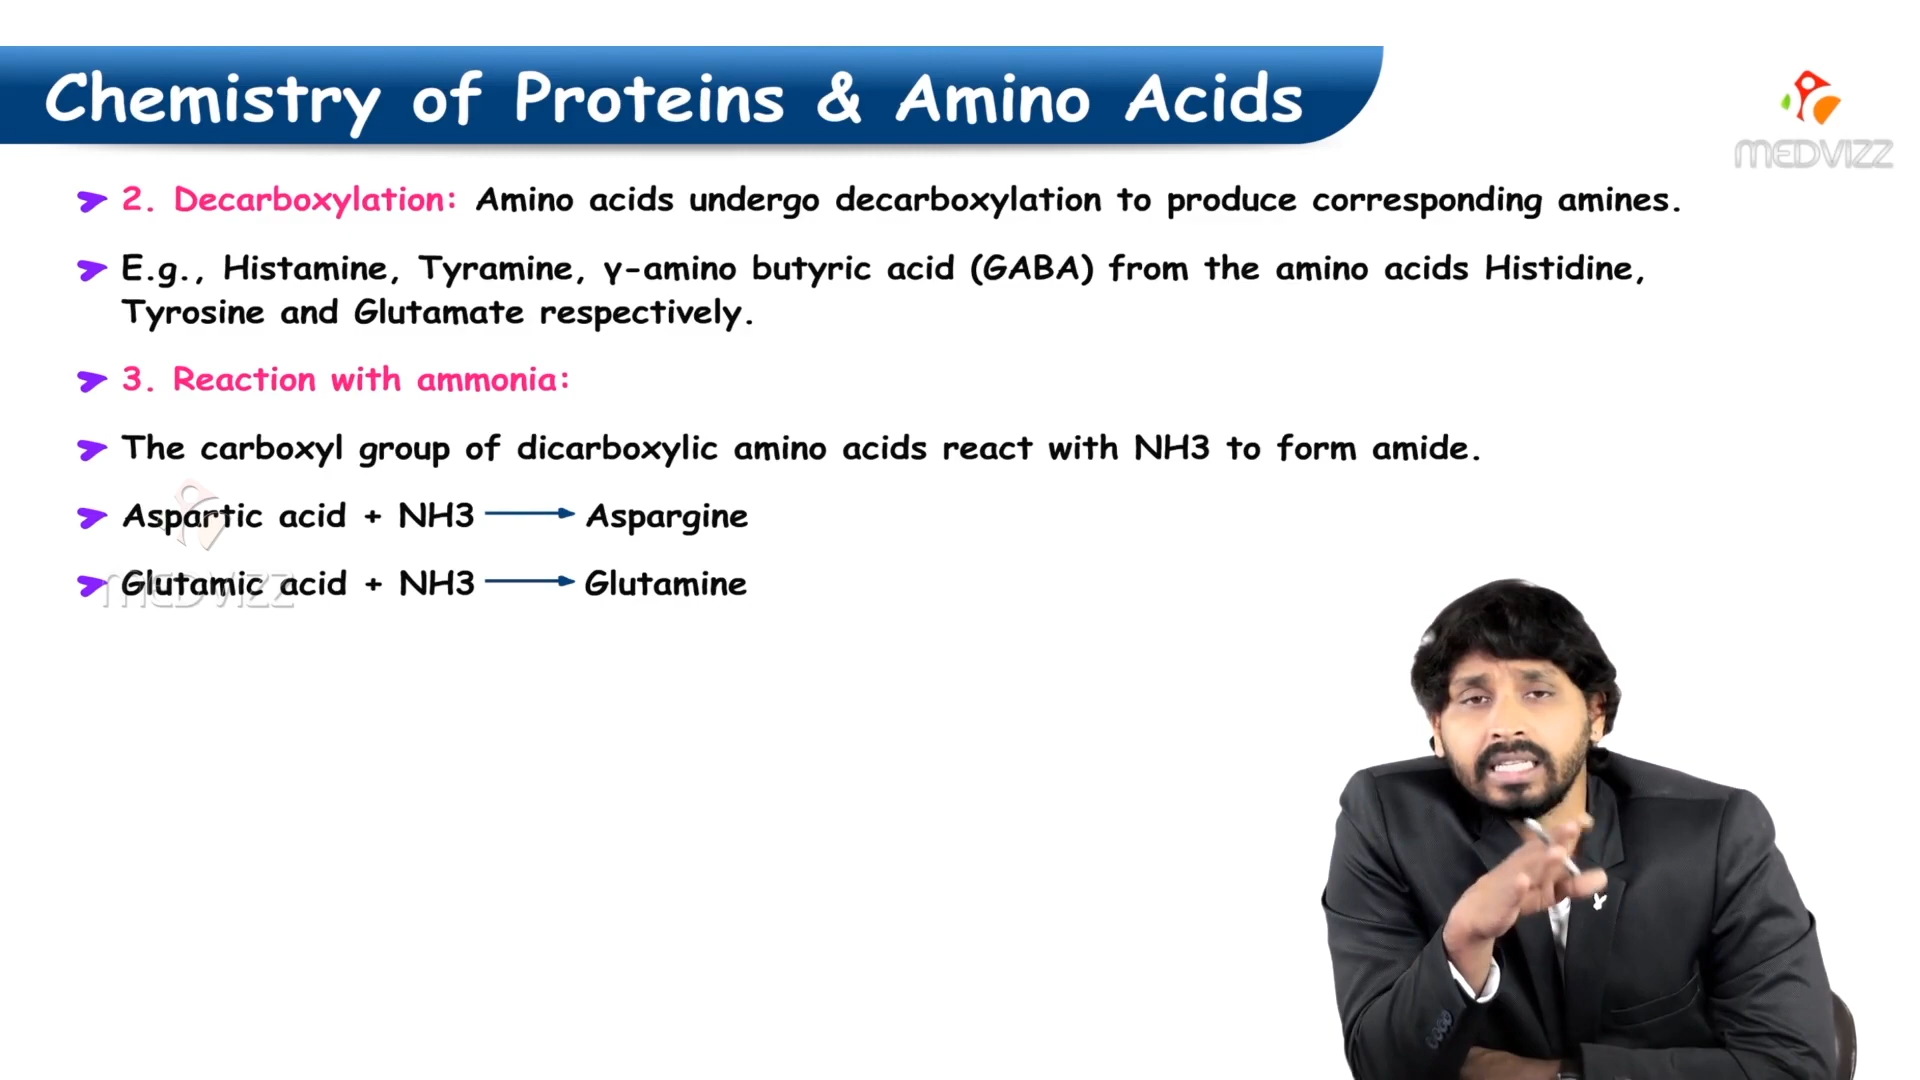 Chemistry of Proteins & Amino Acids
MEDVIZZ
2. Decarboxylation: Amino acids undergo decarboxylation to produce corresponding amines.
E.g., Histamine, Tyramine, γ-amino butyric acid (GABA) from the amino acids Histidine,
Tyrosine and Glutamate respectively.
3. Reaction with ammonia:
The carboxyl group of dicarboxylic amino acids react with NH3 to form amide.
Aspartic acid + NH3 ⟶ Aspargine
Glutamic acid + NH3 ⟶ Glutamine
MEDVIZZ